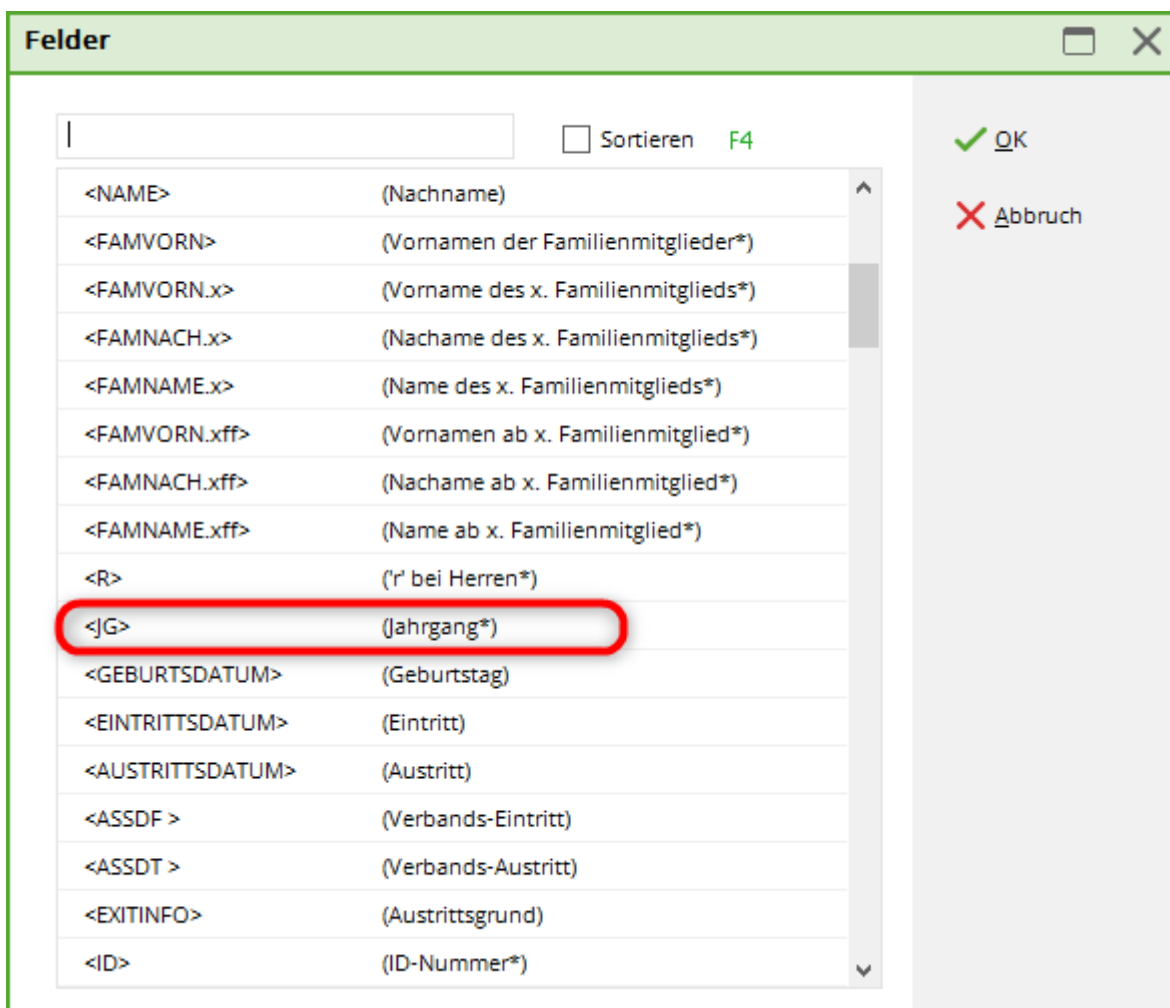 Felder
Sortieren F4
OK
Abbruch
<NAME> (Nachname)
<FAMVORN> (Vornamen der Familienmitglieder*)
<FAMVORN.x> (Vorname des x. Familienmitglieds*)
<FAMNACH.x> (Nachame des x. Familienmitglieds*)
<FAMNAME.x> (Name des x. Familienmitglieds*)
<FAMVORN.xff> (Vornamen ab x. Familienmitglied*)
<FAMNACH.xff> (Nachame ab x. Familienmitglied*)
<FAMNAME.xff> (Name ab x. Familienmitglied*)
<R> ('r' bei Herren*)
<JG> (Jahrgang*)
<GEBURTSDATUM> (Geburtstag)
<EINTRITTSDATUM> (Eintritt)
<AUSTRITTSDATUM> (Austritt)
<ASSDF > (Verbands-Eintritt)
<ASSDT > (Verbands-Austritt)
<EXITINFO> (Austrittsgrund)
<ID> (ID-Nummer*)